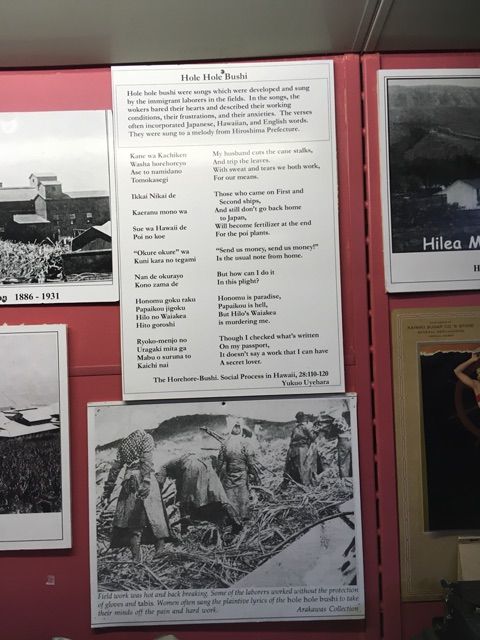 Hole Hole Bushi
Hole hole bushi were songs which were developed and sung
by the immigrant laborers in the fields. In the songs, the
wokers bared their hearts and described their working
conditions, their frustrations, and their anxieties. The verses
often incorporated Japanese, Hawaiian, and English words.
They were sung to a melody from Hiroshima Prefecture.
Kane wa Kachiken
Washa horehoreyo
Ase to namidano
Tomokasegi
My husband cuts the cane stalks,
And trip the leaves.
With sweat and tears we both work,
For our means.
Ikkai Nikai de
Kaeranu mono wa
Sue wa Hawaii de
Poi no koe
Those who came on First and
Second ships,
And still don't go back home
to Japan,
Will become fertilizer at the end
For the poi plants.
"Okure okure" wa
Kuni kara no tegami
"Send us money, send us money!"
Is the usual note from home.
Nan de okurayo
Kono zama de
But how can I do it
In this plight?
Honomu goku raku
Papaikou jigoku
Hilo no Waiakea
Hito goroshi
Honomu is paradise,
Papaikou is hell,
But Hilo's Waiakea
is murdering me.
Ryoko-menjo no
Uragaki mita ga
Mabu o suruna to
Kaichi nai
Though I checked what's written
On my passport,
It doesn't say a work that I can have
A secret lover.
The Horehore-Bushi. Social Process in Hawaii, 28:110-120
Yukuo Uyehara
1886 - 1931
Hilea M
H
Field work was hot and back breaking. Some of the laborers worked without the protection
of gloves and tabis. Women often sang the plaintive lyrics of the hole hole bushi to take
their minds off the pain and hard work.
Arakawas Collection